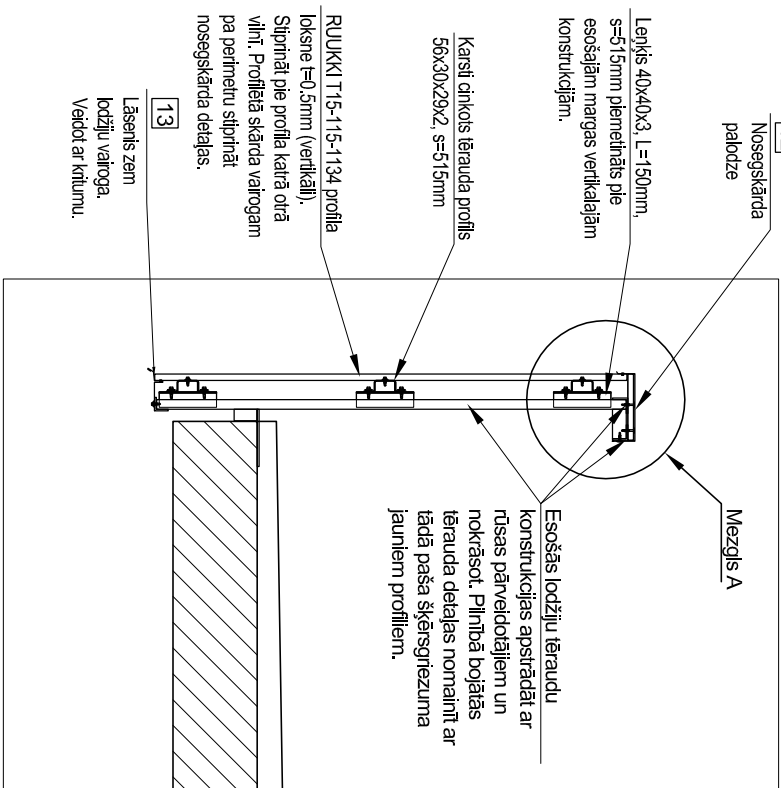 Nosegskārda
palodze
Leņķis 40x40x3, L=150mm,
s=515mm piemetināts pie
esošajām margas vertikalajām
konstrukcijām.
Karsti cinkots tērauda profils
56x30x29x2, s=515mm
RUUKKI T15-115-1134 profila
loksne t=0.5mm (vertikāli).
Stiprināt pie profila katrā otrā
vilnī. Profilētā skārda vairogam
pa perimetru stiprināt
nosegskārda detaļas.
13
Lāsenis zem
lodžiju vairoga.
Veidot ar kritumu.
Mezgls A
Esošās lodžiju tēraudu
konstrukcijas apstrādāt ar
rūsas pārveidotājiem un
nokrāsot. Pilnībā bojātās
tērauda detaļas nomainīt ar
tādā paša šķērsgriezuma
jauniem profiliem.